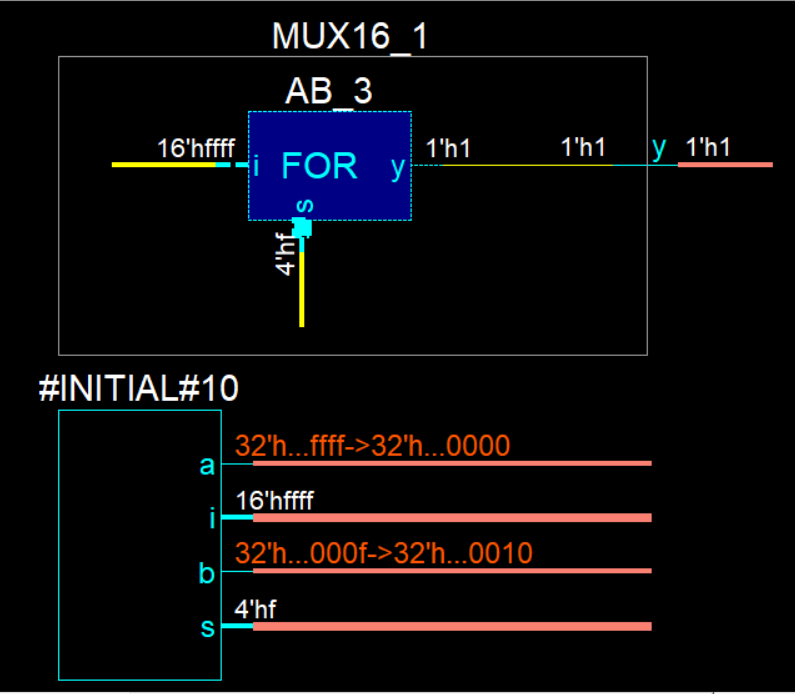 MUX16_1
AB_3
16'hffff
i FOR y
1'h1
1'h1
y
1'h1
s
4'hf
#INITIAL#10
32'h...ffff->32'h...0000
a
16'hffff
i
32'h...000f->32'h...0010
b
4'hf
s